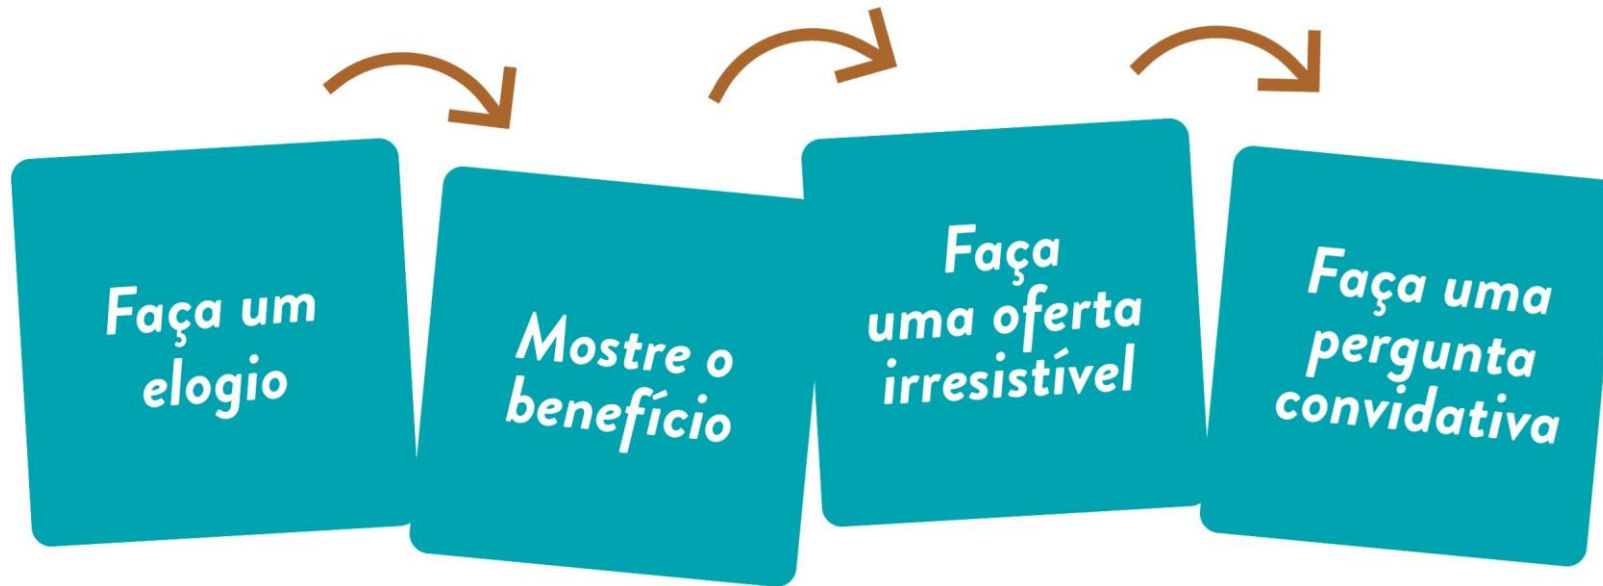 Faça um
elogio
Mostre o
benefício
Faça
uma oferta
irresistível
Faça uma
pergunta
convidativa